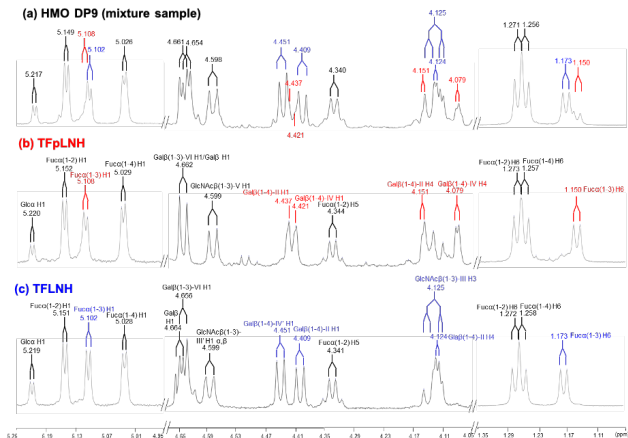 (a) HMO DP9 (mixture sample)
5.149
5.108
5.102
5.026
5.217
4.661
4.654
4.598
4.451
4.409
4.437
4.421
4.340
4.125
4.124
4.151
4.079
1.271
1.256
1.173
1.150
(b) TFpLNH
Fucα(1-2) H1
5.152
Fucα(1-3) H1
5.108
Fucα(1-4) H1
5.029
Glcα H1
5.220
Galβ(1-3)-VI H1/Galβ H1
4.662
GlcNAcβ(1-3)-V H1
4.599
Galβ(1-4)-II H1
4.437
Galβ(1-4)-IV H1
4.421
Fucα(1-2) H5
4.344
Galβ(1-4)-II H4
4.151
Galβ(1-4)-IV H4
4.079
Fucα(1-2) H6
1.273
Fucα(1-4) H6
1.257
1.150 Fucα(1-3) H6
(c) TFLNH
Fucα(1-2) H1
5.151
Fucα(1-3) H1
5.102
Fucα(1-4) H1
5.028
Glcα H1
5.219
Galβ(1-3)-VI H1
4.656
Galβ
H1
4.664
GlcNAcβ(1-3)-
III' H1 α,β
4.599
Galβ(1-4)-IV' H1
4.451
Galβ(1-4)-II H1
4.409
Fucα(1-2) H5
4.341
GlcNAcβ(1-3)-III H3
4.125
4.124 Galβ(1-4)-II H4
Fucα(1-2) H6
1.272
Fucα(1-4) H6
1.258
1.173 Fucα(1-3) H6
5.18 5.13 5.07 4.65 4.59 4.53 4.47 4.41 4.35 4.29 4.23 4.17 4.11 4.05 1.35 1.29 1.23 1.17 1.11